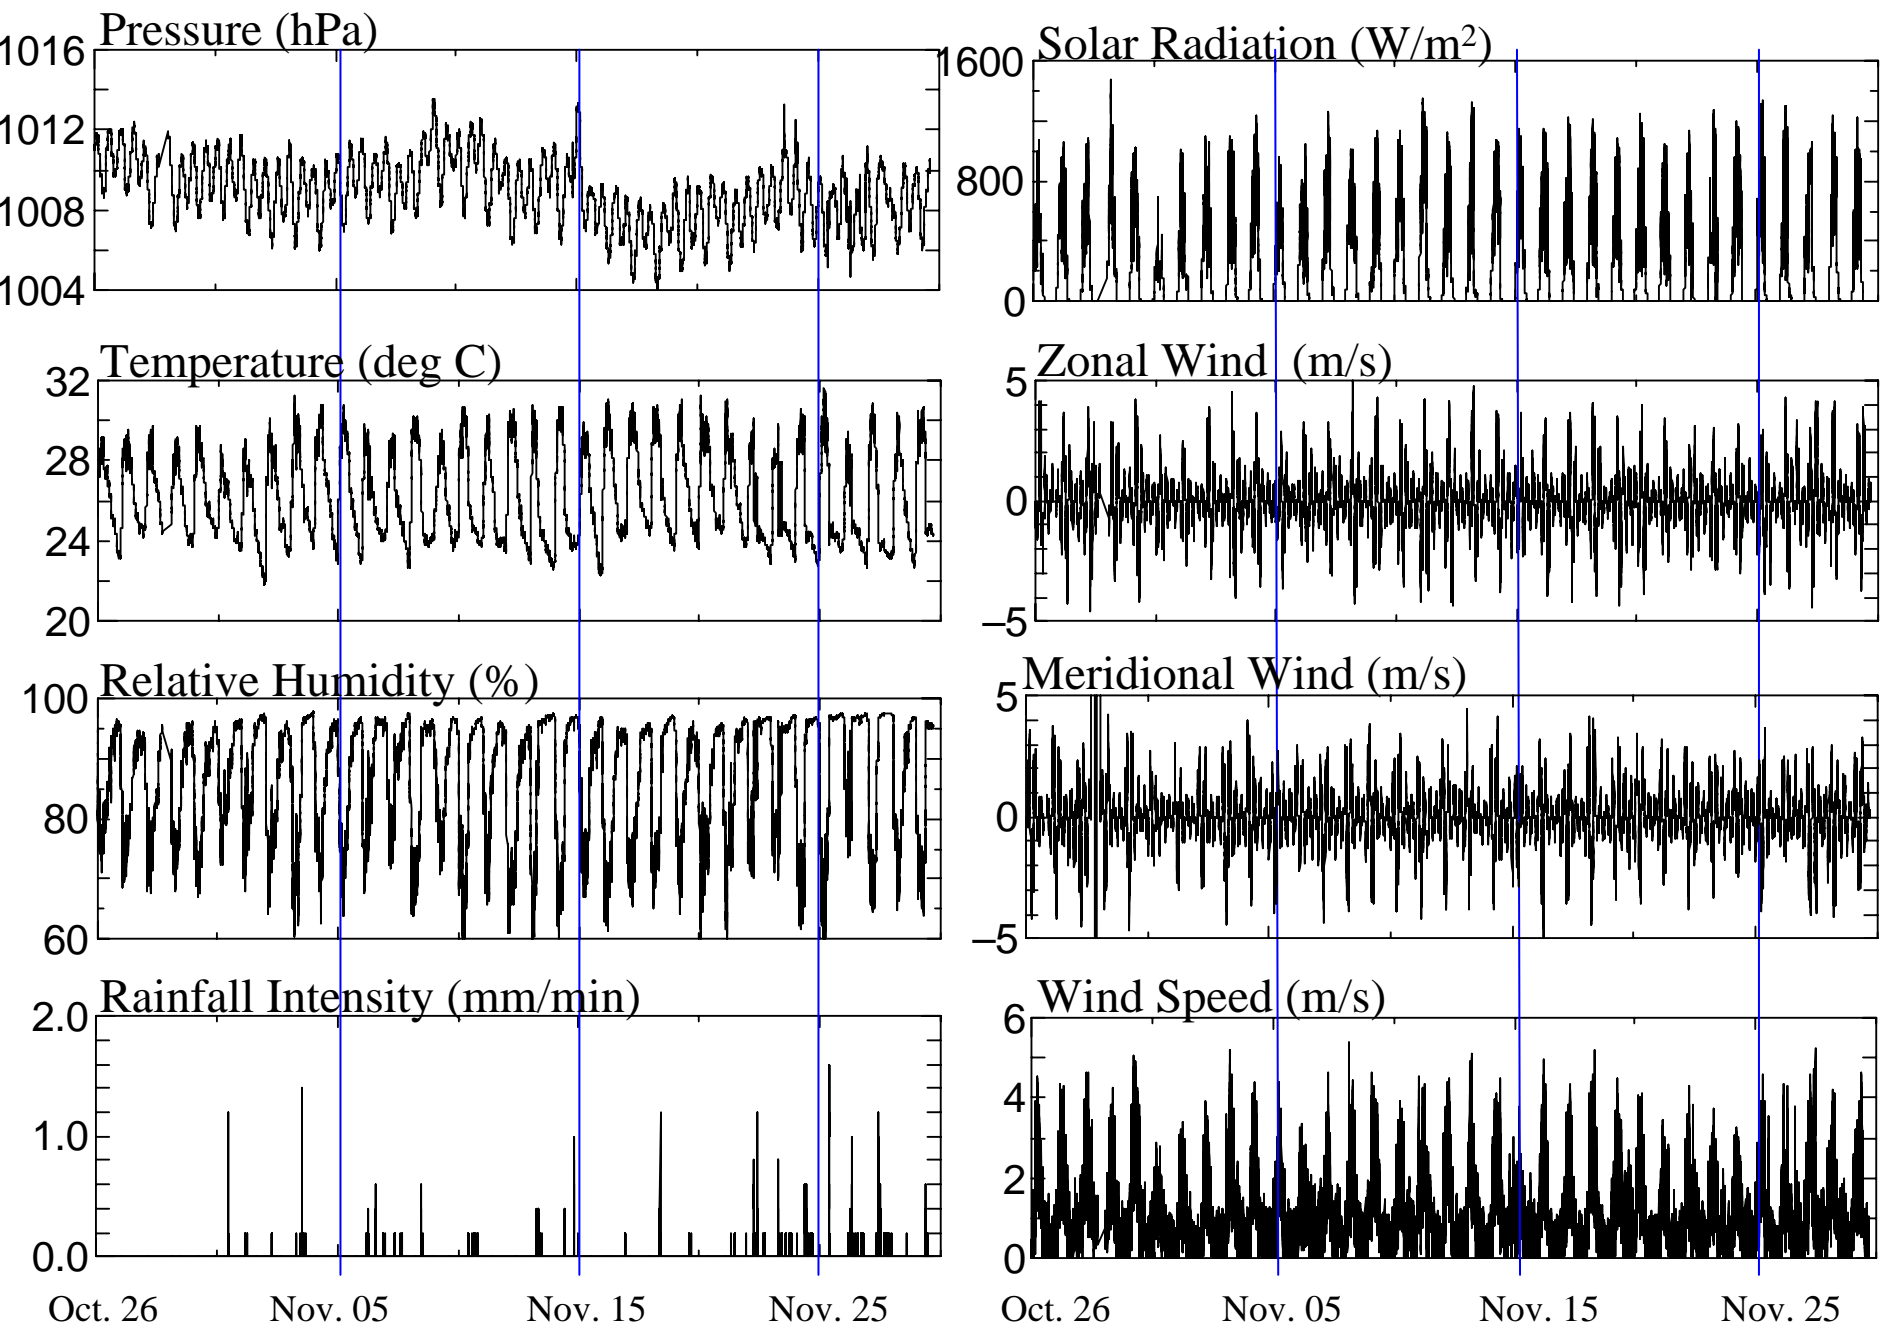 Pressure (hPa)
1016
1012
1008
1004
Temperature (deg C)
32
28
24
20
Relative Humidity (%)
100
80
60
Rainfall Intensity (mm/min)
2.0
1.0
0.0
Oct. 26 Nov. 05 Nov. 15 Nov. 25
Solar Radiation (W/m²)
1600
800
0
Zonal Wind (m/s)
5
0
–5
Meridional Wind (m/s)
5
0
–5
Wind Speed (m/s)
6
4
2
0
Oct. 26 Nov. 05 Nov. 15 Nov. 25